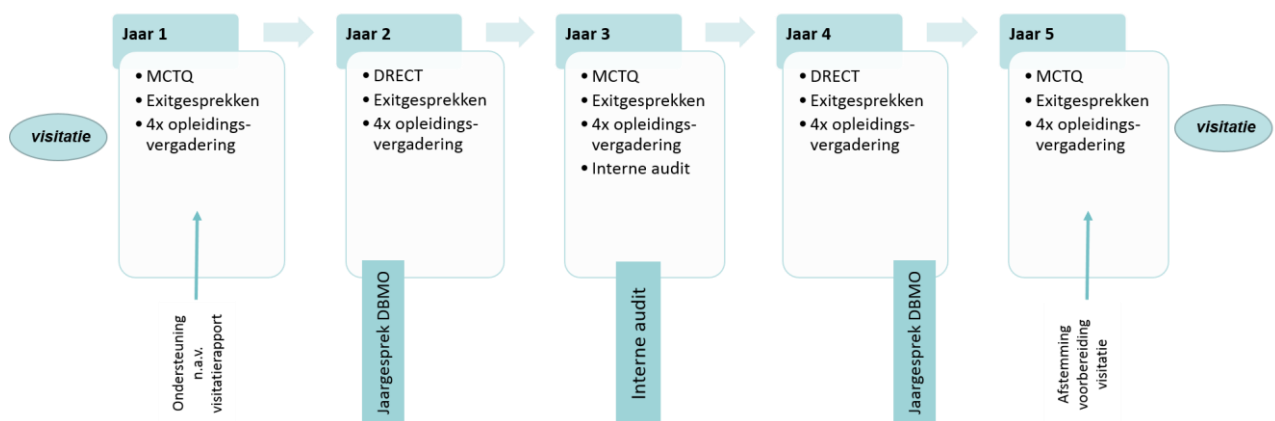 visitatie
Jaar 1
• MCTQ
• Exitgesprekken
• 4x opleidings-
vergadering
Ondersteuning
n.a.v.
visitatierapport
Jaar 2
• DRECT
• Exitgesprekken
• 4x opleidings-
vergadering
Jaargesprek DBMO
Jaar 3
• MCTQ
• Exitgesprekken
• 4x opleidings-
vergadering
• Interne audit
Interne audit
Jaar 4
• DRECT
• Exitgesprekken
• 4x opleidings-
vergadering
Jaargesprek DBMO
Jaar 5
• MCTQ
• Exitgesprekken
• 4x opleidings-
vergadering
Afstemming
voorbereiding
visitatie
visitatie